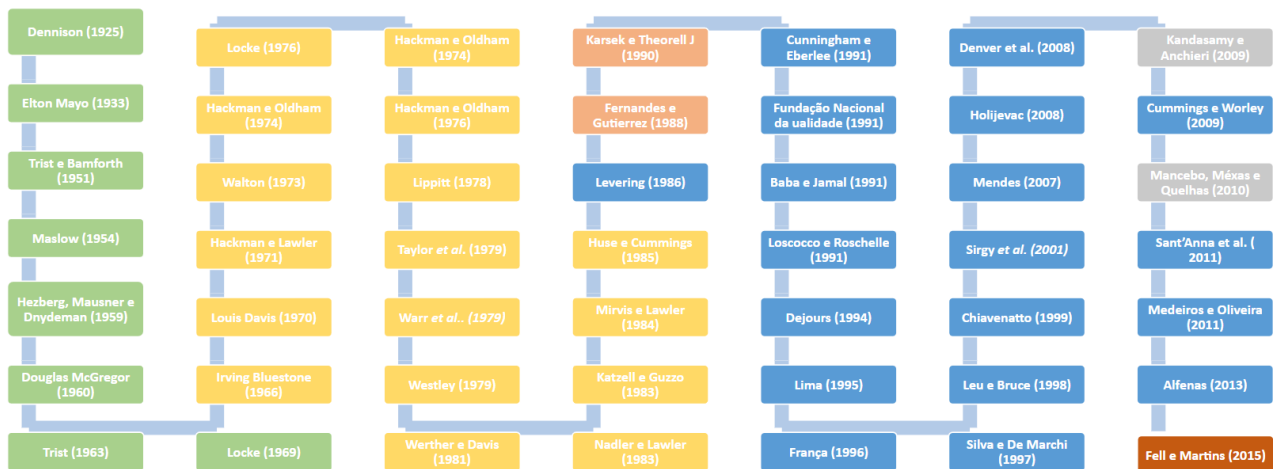 Dennison (1925)
Elton Mayo (1933)
Trist e Bamforth
(1951)
Maslow (1954)
Hezberg, Mausner e
Dnydeman (1959)
Douglas McGregor
(1960)
Trist (1963)
Locke (1976)
Hackman e Oldham
(1974)
Walton (1973)
Hackman e Lawler
(1971)
Louis Davis (1970)
Irving Bluestone
(1966)
Locke (1969)
Hackman e Oldham
(1974)
Hackman e Oldham
(1976)
Lippitt (1978)
Taylor et al. (1979)
Warr et al.. (1979)
Westley (1979)
Werther e Davis
(1981)
Karsek e Theorell J
(1990)
Fernandes e
Gutierrez (1988)
Levering (1986)
Huse e Cummings
(1985)
Mirvis e Lawler
(1984)
Katzell e Guzzo
(1983)
Nadler e Lawler
(1983)
Cunningham e
Eberlee (1991)
Fundação Nacional
da ualidade (1991)
Baba e Jamal (1991)
Loscocco e Roschelle
(1991)
Dejours (1994)
Lima (1995)
França (1996)
Denver et al. (2008)
Holijevac (2008)
Mendes (2007)
Sirgy et al. (2001)
Chiavenatto (1999)
Leu e Bruce (1998)
Silva e De Marchi
(1997)
Kandasamy e
Anchieri (2009)
Cummings e Worley
(2009)
Mancebo, Méxas e
Quelhas (2010)
Sant’Anna et al. (
2011)
Medeiros e Oliveira
(2011)
Alfenas (2013)
Fell e Martins (2015)